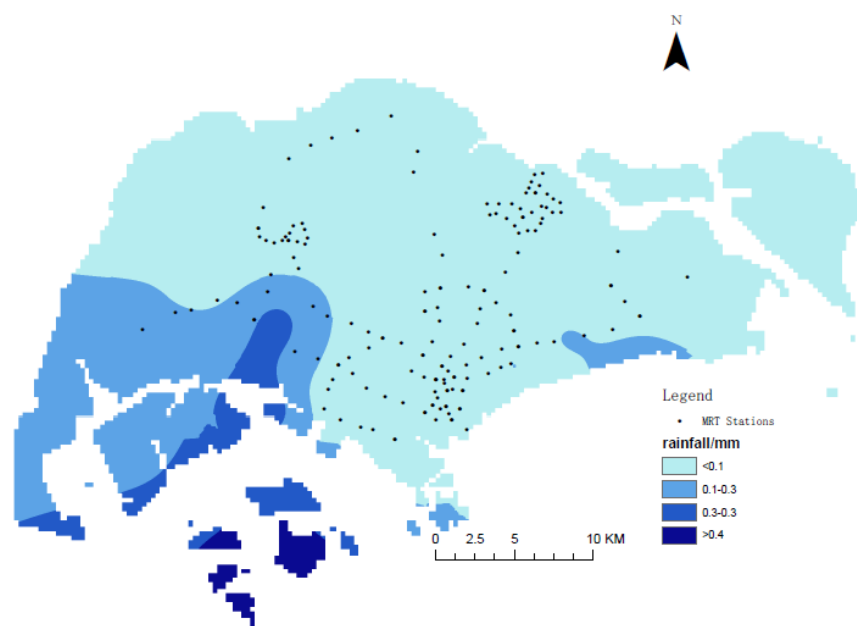 N
Legend
MRT Stations
rainfall/mm
<0.1
0.1-0.3
0.3-0.3
>0.4
0 2.5 5 10 KM